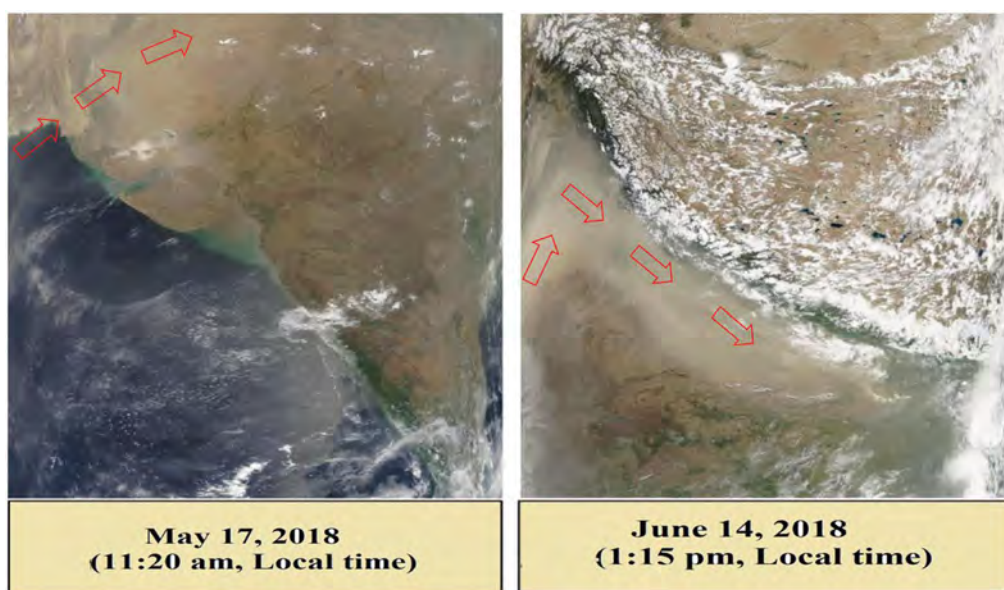 May 17, 2018
(11:20 am, Local time)
June 14, 2018
(1:15 pm, Local time)